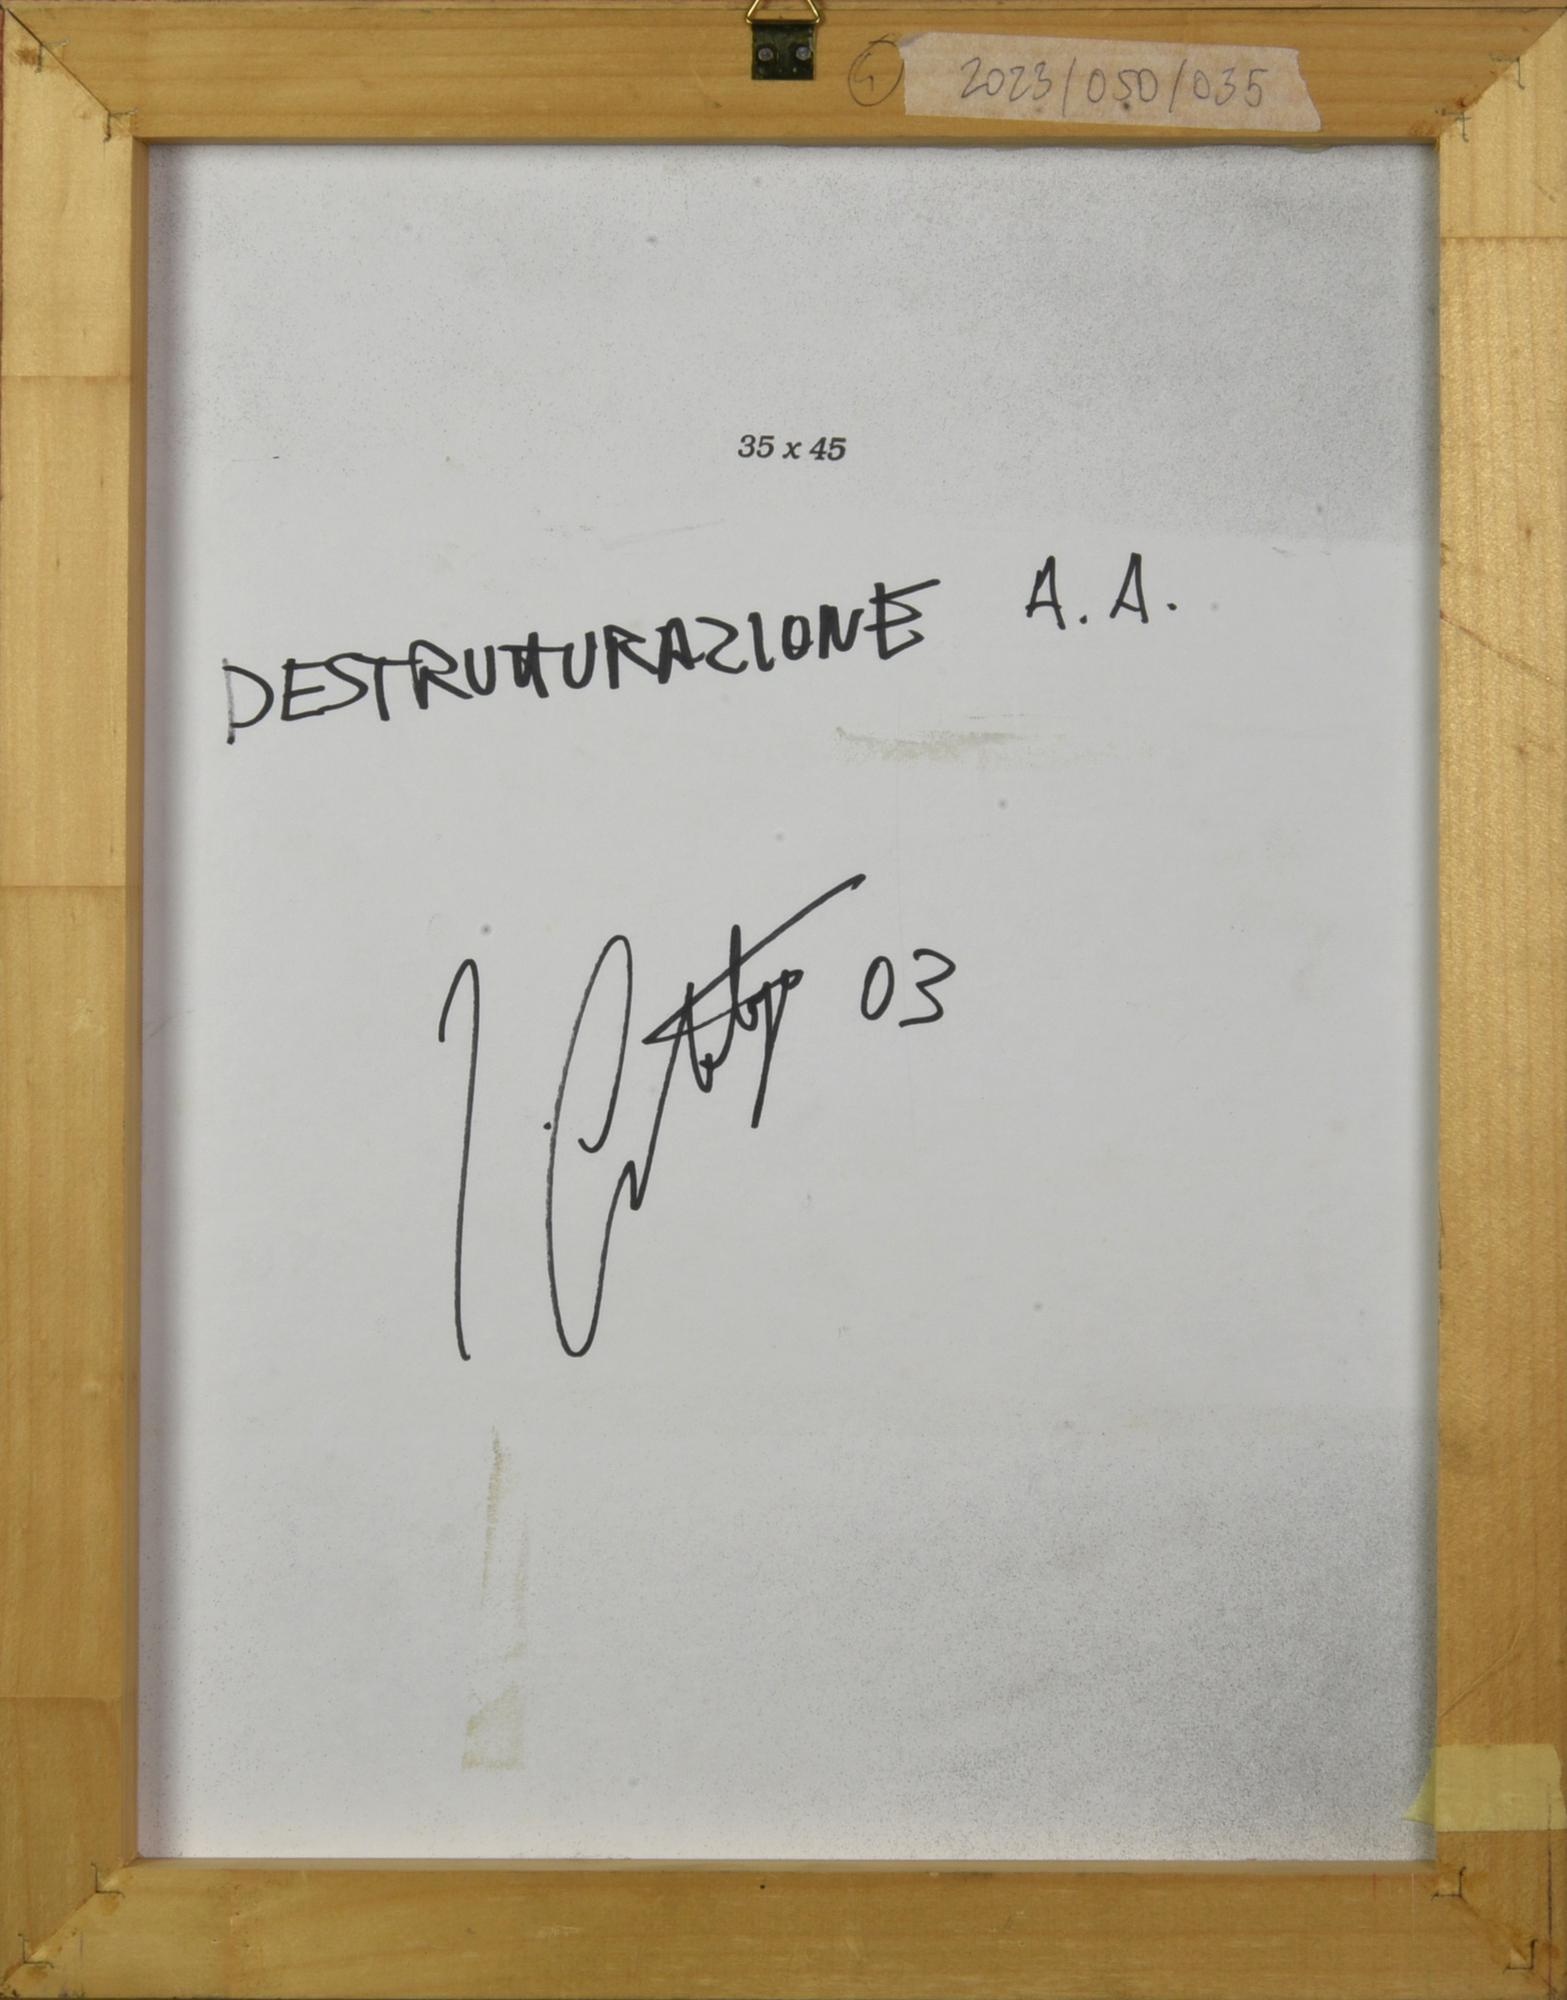 2023/050/035
35 x 45
DESTRUTTURAZIONE A.A.
03